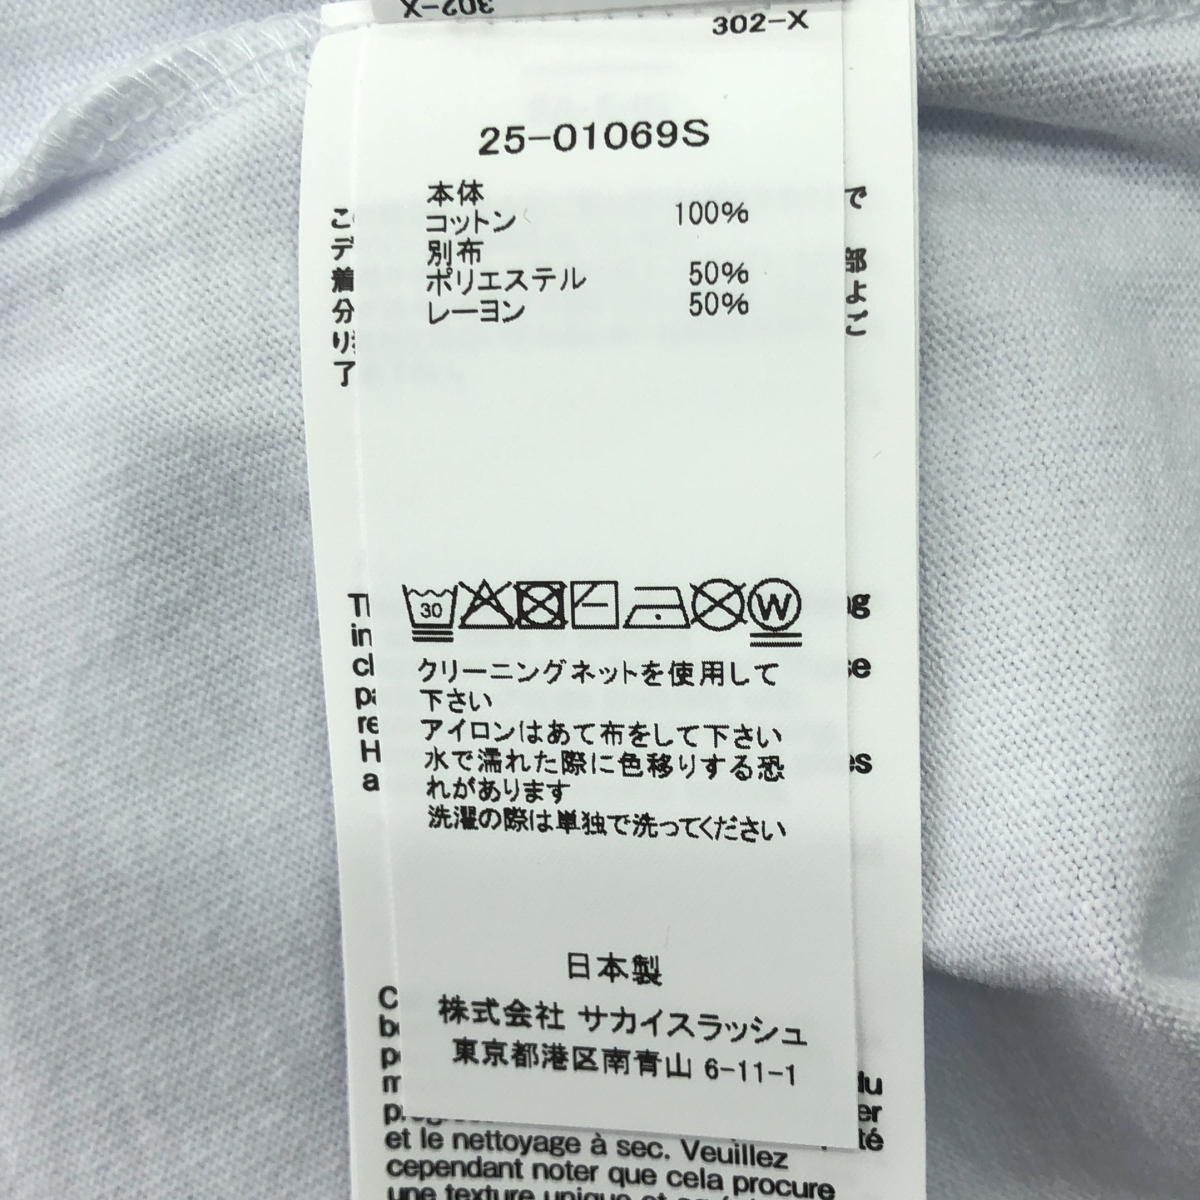 302-X
302-X
25-01069S
本体
コットン 100%
別布
ポリエステル 50%
レーヨン 50%
30
W
クリーニングネットを使用して
下さい
アイロンはあて布をして下さい
水で濡れた際に色移りする恐
れがあります
洗濯の際は単独で洗ってください
日本製
株式会社 サカイスラッシュ
東京都港区南青山 6-11-1
et le nettoyage à sec. Veuillez
cependant noter que cela procure
une texture unique et